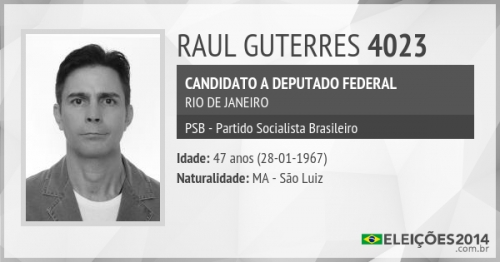 RAUL GUTERRES 4023
CANDIDATO A DEPUTADO FEDERAL
RIO DE JANEIRO
PSB - Partido Socialista Brasileiro
Idade: 47 anos (28-01-1967)
Naturalidade: MA - São Luiz
ELEIÇÕES2014
.com.br